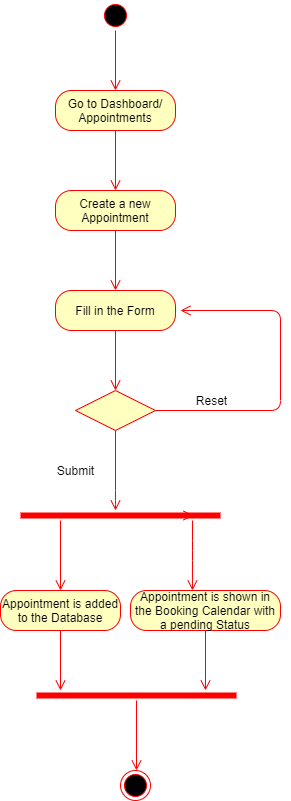 Go to Dashboard/
Appointments
Create a new
Appointment
Fill in the Form
Reset
Submit
Appointment is added
to the Database
Appointment is shown in
the Booking Calendar with
a pending Status